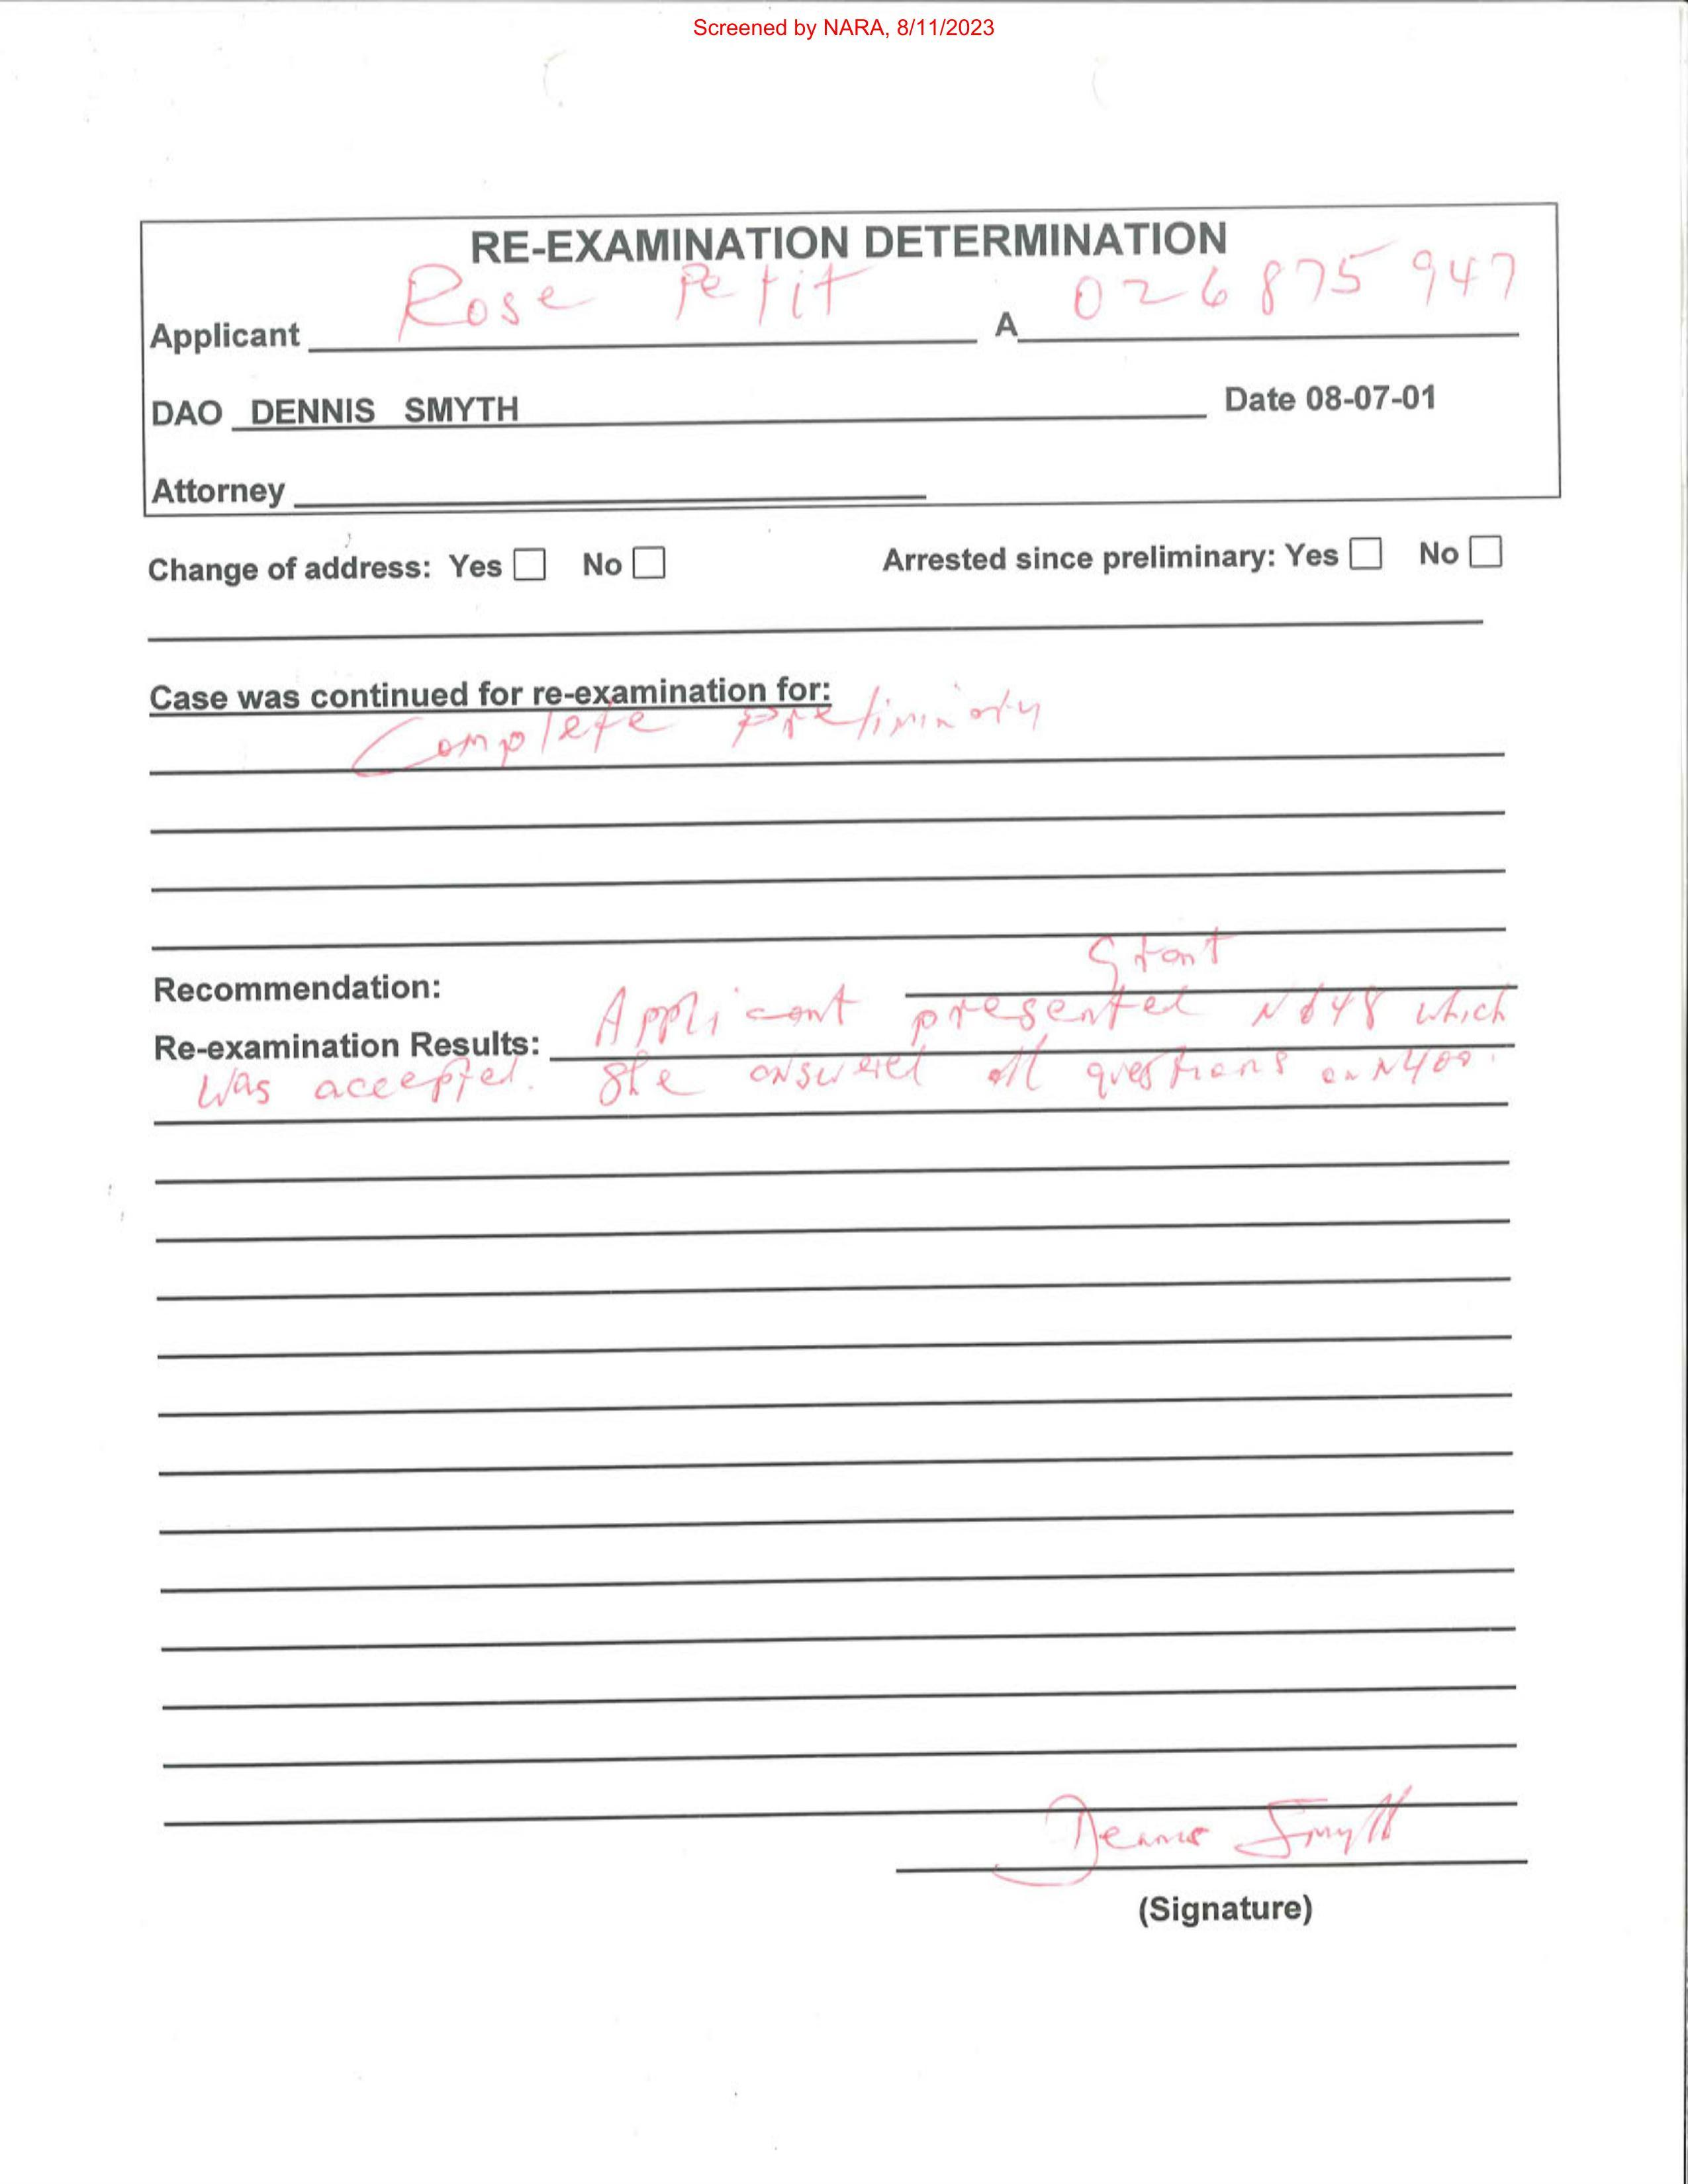 Screened by NARA, 8/11/2023
RE-EXAMINATION DETERMINATION
Applicant Rose Petit A 026 875 947
DAO DENNIS SMYTH Date 08-07-01
Attorney
Change of address: Yes No Arrested since preliminary: Yes No
Case was continued for re-examination for:
Complete preliminary
Recommendation: Grant
Re-examination Results: Applicant presented N648 which
was accepted. She answered all questions on N400.
Dennis Smyth
(Signature)